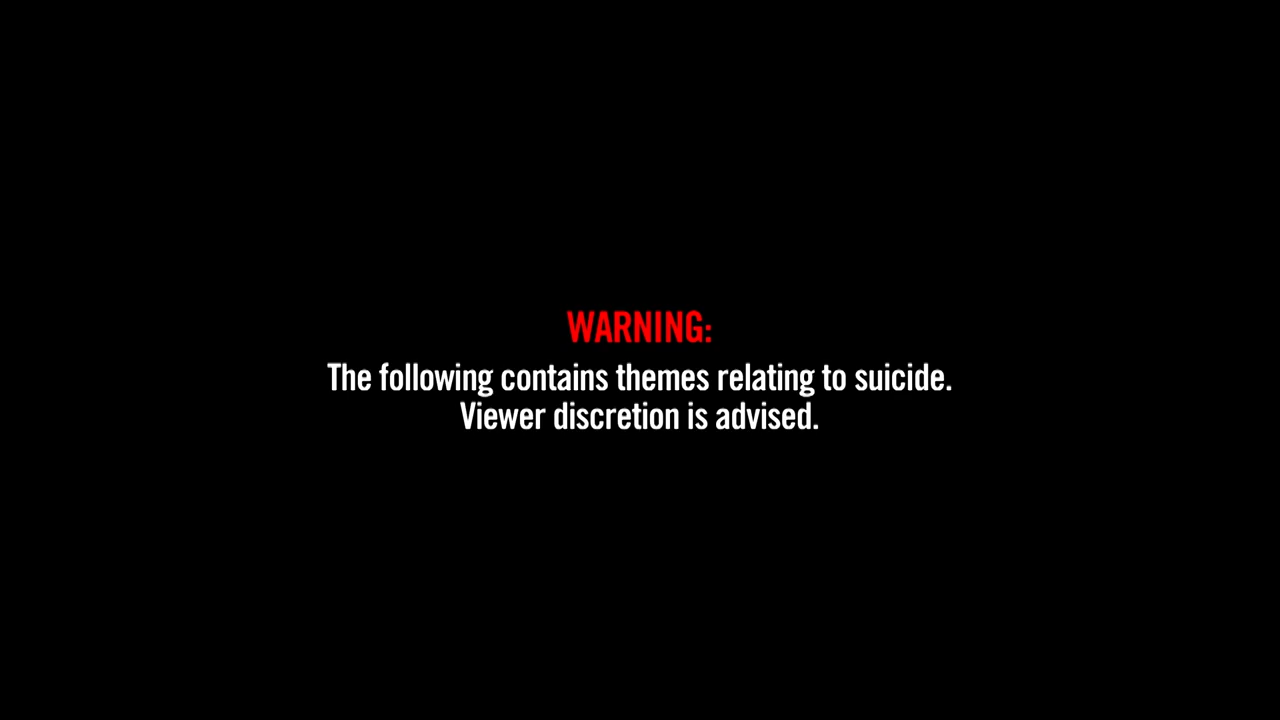 WARNING:
The following contains themes relating to suicide.
Viewer discretion is advised.